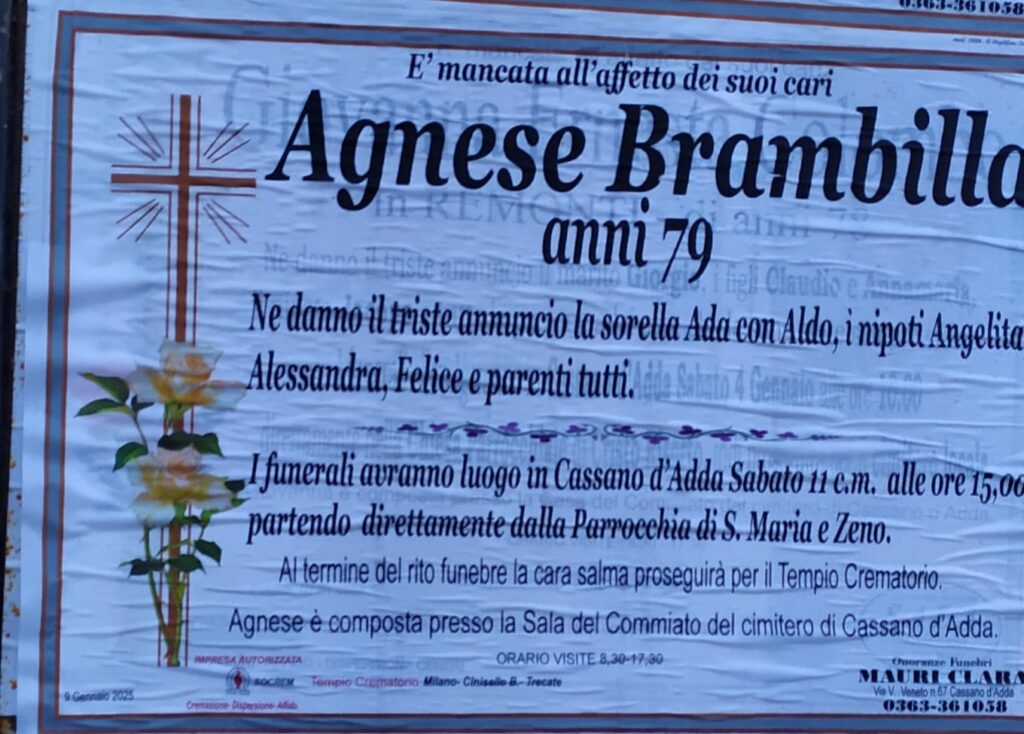 0363-361058
E' mancata all'affetto dei suoi cari
Agnese Brambilla
anni 79
Ne danno il triste annuncio la sorella Ada con Aldo, i nipoti Angelita
Alessandra, Felice e parenti tutti.
I funerali avranno luogo in Cassano d'Adda Sabato 11 c.m. alle ore 15,00
partendo direttamente dalla Parrocchia di S. Maria e Zeno.
Al termine del rito funebre la cara salma proseguirà per il Tempio Crematorio.
Agnese è composta presso la Sala del Commiato del cimitero di Cassano d'Adda.
ORARIO VISITE 8,30-17,30
IMPRESA AUTORIZZATA
SOCREM Tempio Crematorio Milano- Cinisello B.- Trecate
Cremazione- Dispersione- Affido
9 Gennaio 2025
Onoranze Funebri
MAURI CLARA
Via V. Veneto n.67 Cassano d'Adda
0363-361058